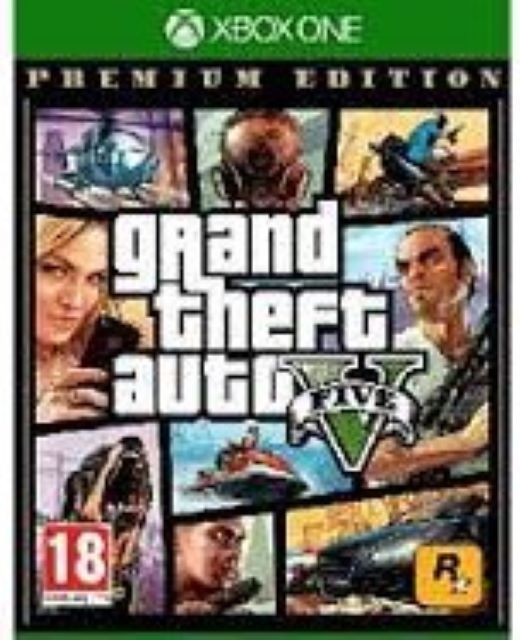 XBOX ONE
PREMIUM EDITION
grand
theft
auto
V
FIVE
18
R★